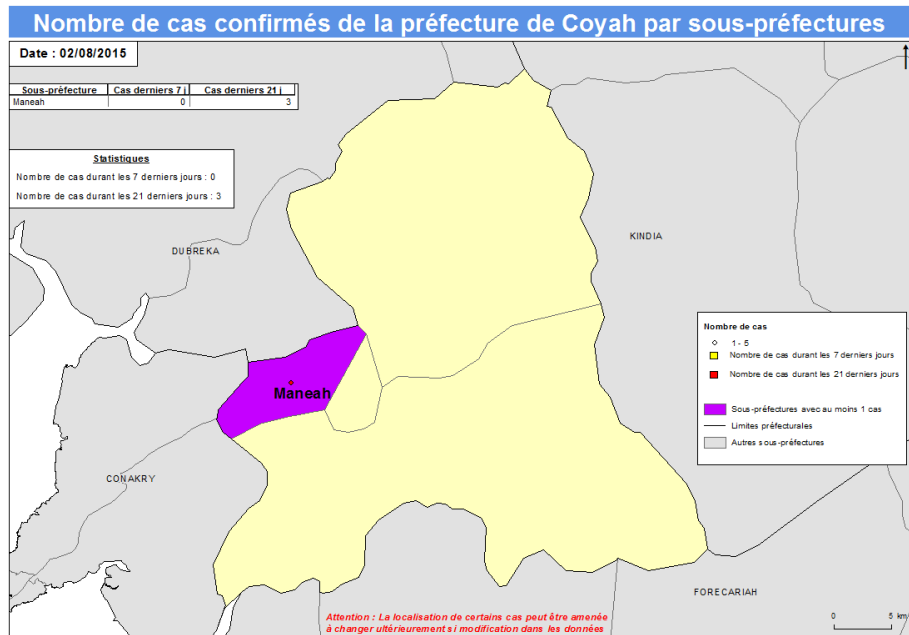 Nombre de cas confirmés de la préfecture de Coyah par sous-préfectures
Date : 02/08/2015
Sous-préfecture Cas derniers 7 j Cas derniers 21 j
Maneah 0 3
Statistiques
Nombre de cas durant les 7 derniers jours : 0
Nombre de cas durant les 21 derniers jours : 3
DUBREKA
KINDIA
Maneah
CONAKRY
FORECARIAH
Nombre de cas
1 - 5
Nombre de cas durant les 7 derniers jours
Nombre de cas durant les 21 derniers jours
Sous-préfectures avec au moins 1 cas
Limites préfecturales
Autres sous-préfectures
Attention : La localisation de certains cas peut être amenée
à changer ultérieurement si modification dans les données
0 5 km